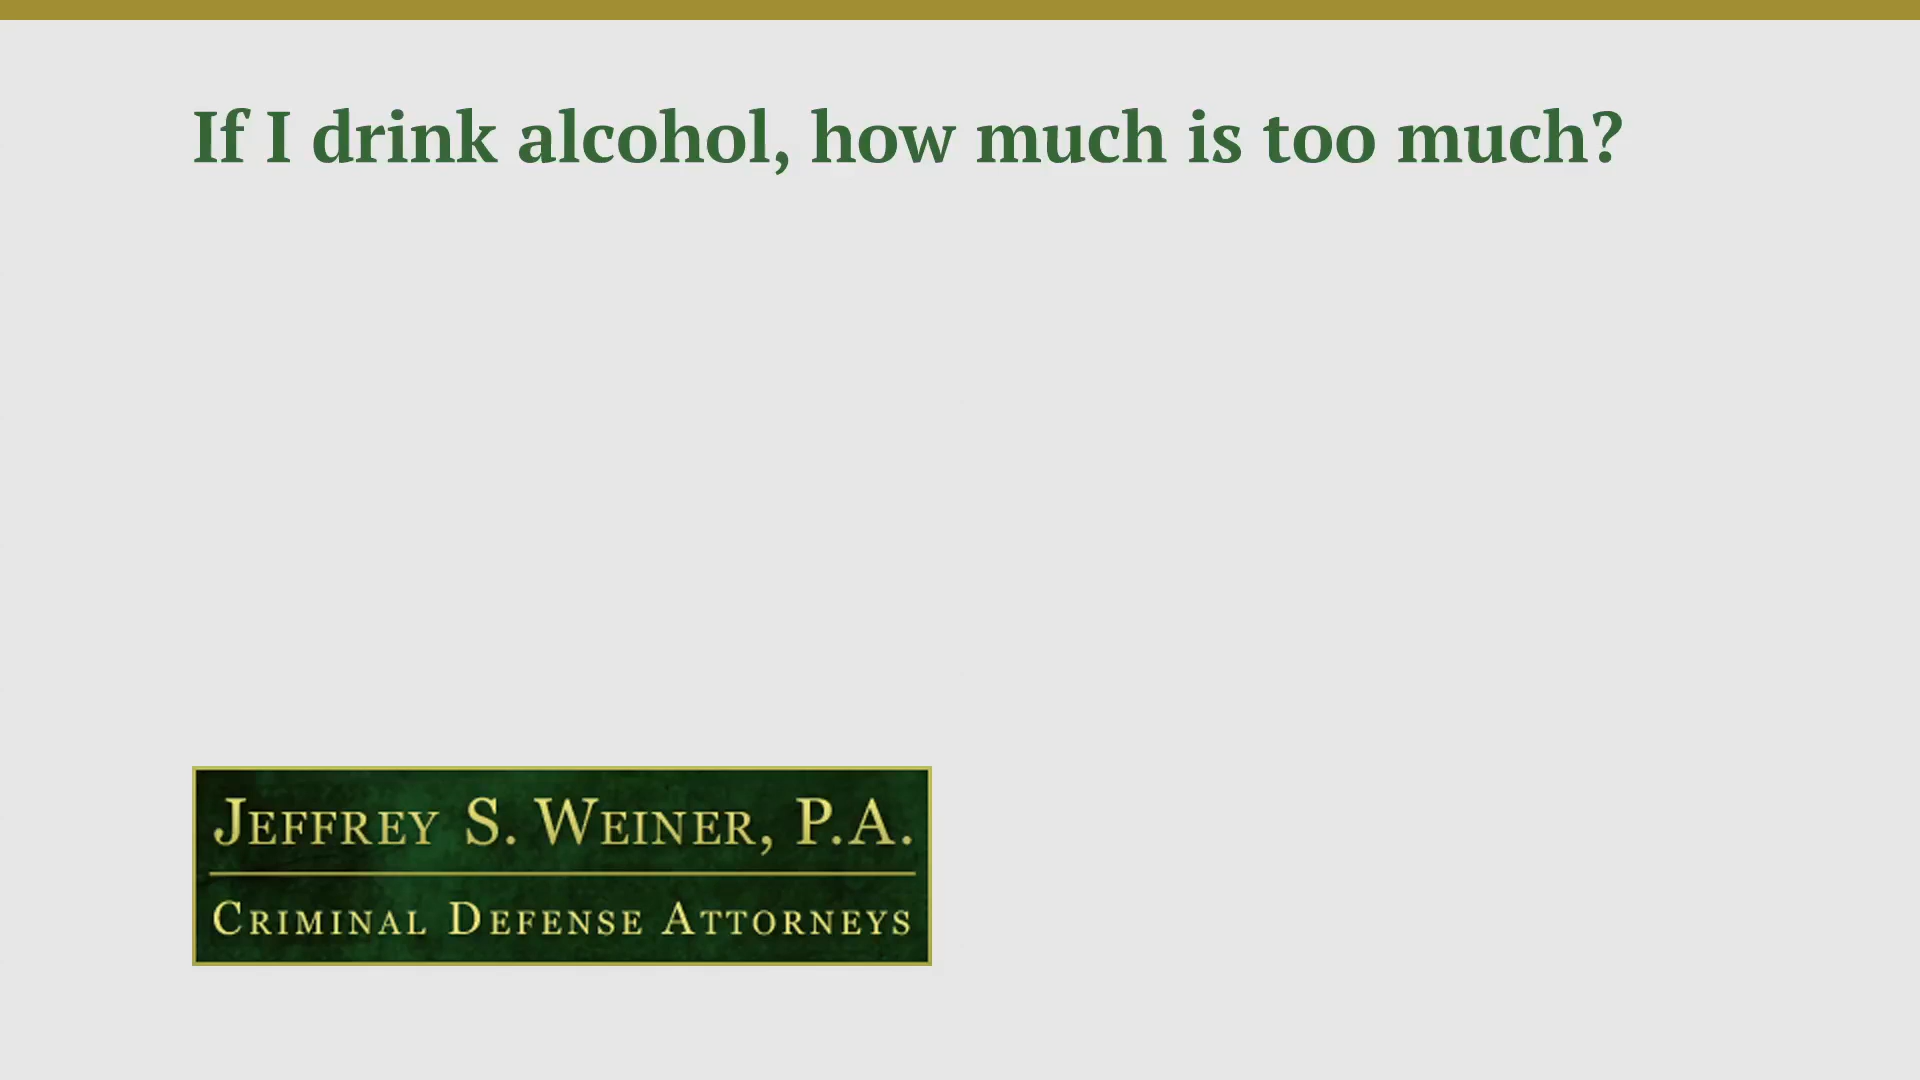 If I drink alcohol, how much is too much?
Jeffrey S. Weiner, P.A.
Criminal Defense Attorneys